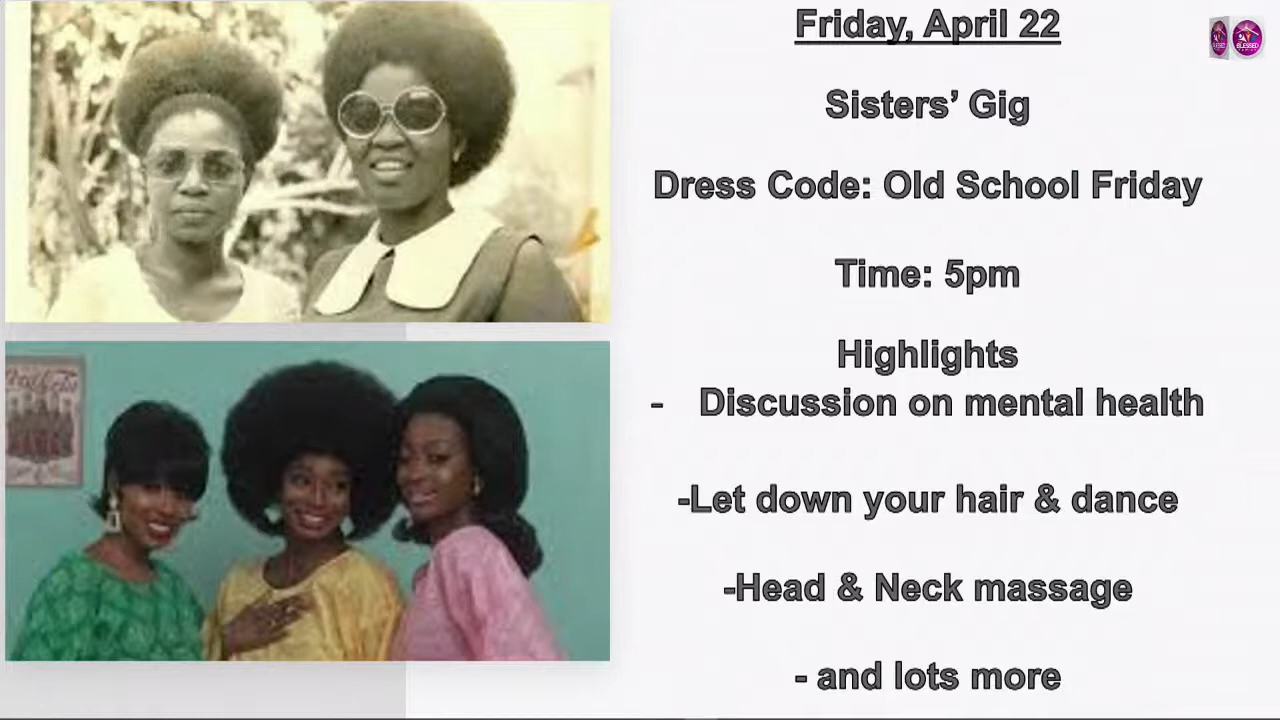 Friday, April 22
Sisters’ Gig
Dress Code: Old School Friday
Time: 5pm
Highlights
- Discussion on mental health
-Let down your hair & dance
-Head & Neck massage
- and lots more
BLESSED